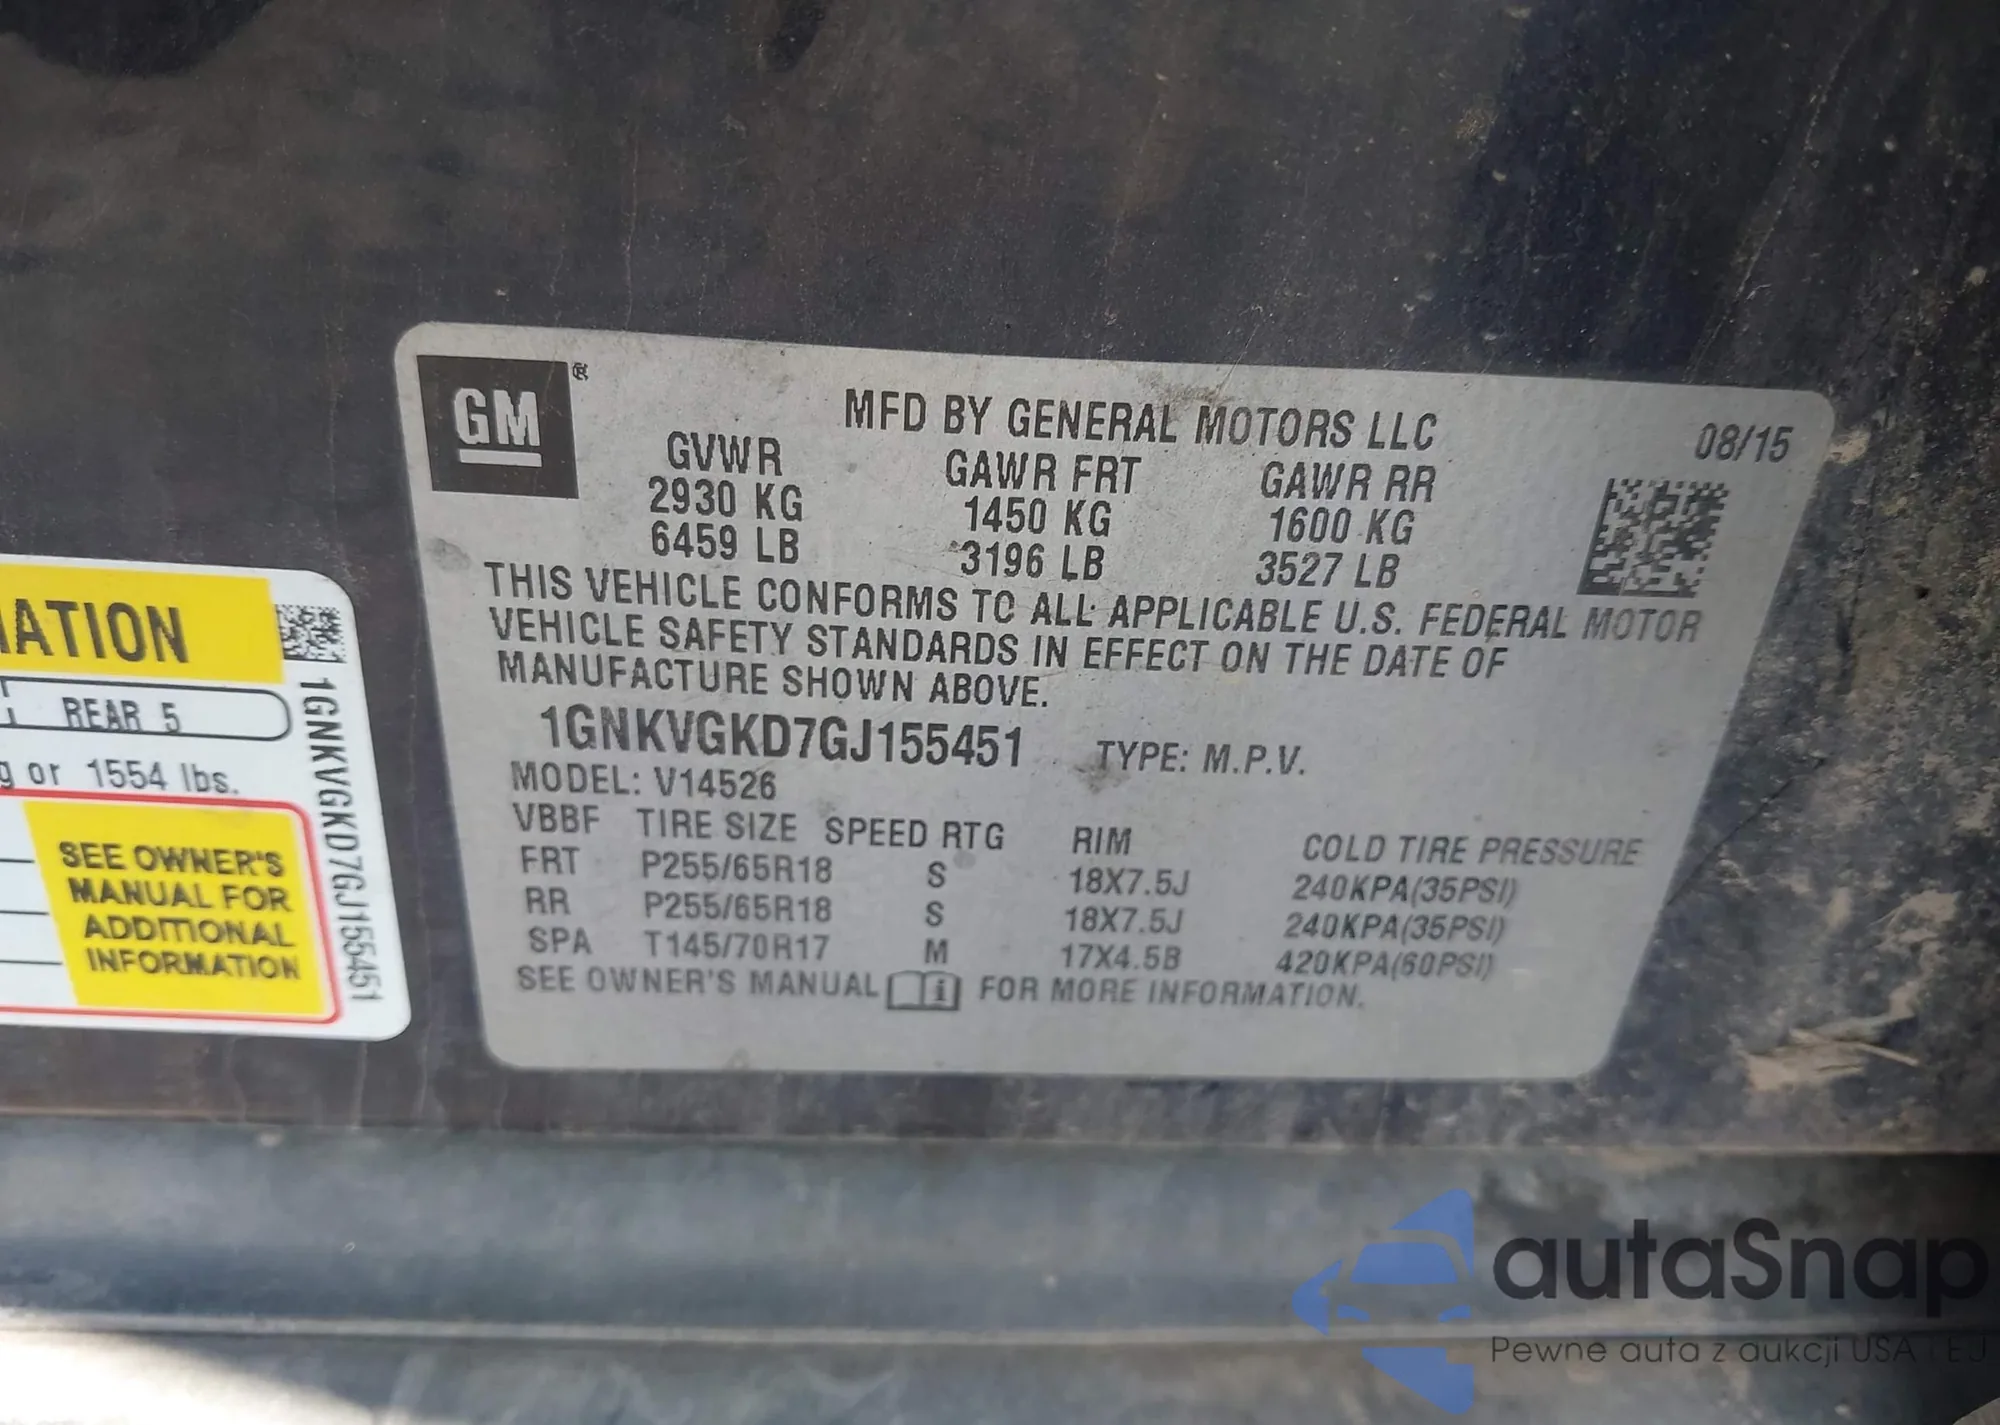 GM ®
MFD BY GENERAL MOTORS LLC
08/15
GVWR GAWR FRT GAWR RR
2930 KG 1450 KG 1600 KG
6459 LB 3196 LB 3527 LB
THIS VEHICLE CONFORMS TO ALL APPLICABLE U.S. FEDERAL MOTOR
VEHICLE SAFETY STANDARDS IN EFFECT ON THE DATE OF
MANUFACTURE SHOWN ABOVE.
1GNKVGKD7GJ155451 TYPE: M.P.V.
MODEL: V14526
VBBF TIRE SIZE SPEED RTG RIM COLD TIRE PRESSURE
FRT P255/65R18 S 18X7.5J 240KPA(35PSI)
RR P255/65R18 S 18X7.5J 240KPA(35PSI)
SPA T145/70R17 M 17X4.5B 420KPA(60PSI)
SEE OWNER'S MANUAL FOR MORE INFORMATION.
ATION
REAR 5
g or 1554 lbs.
SEE OWNER'S
MANUAL FOR
ADDITIONAL
INFORMATION
1GNKVGKD7GJ155451
autaSnap
Pewne auta z aukcji USA i EJ